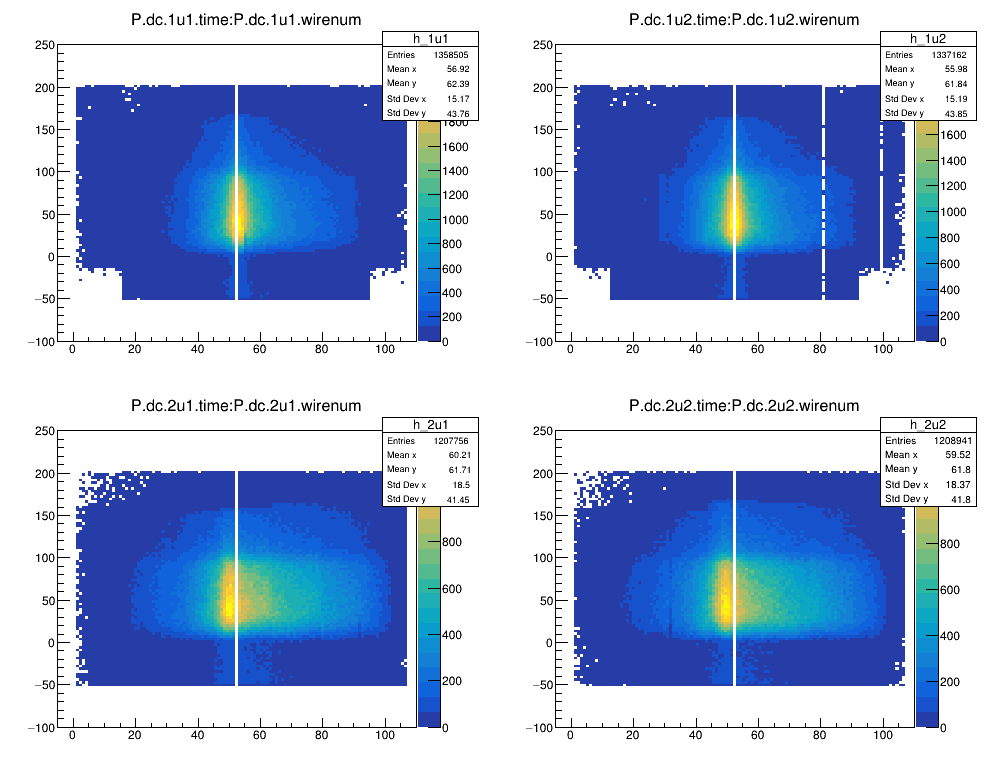 P.dc.1u1.time:P.dc.1u1.wirenum
h_1u1
Entries 1358505
Mean x 56.92
Mean y 62.39
Std Dev x 15.17
Std Dev y 43.76
250
200
150
100
50
0
−50
−100
0 20 40 60 80 100
1800
1600
1400
1200
1000
800
600
400
200
0
P.dc.1u2.time:P.dc.1u2.wirenum
h_1u2
Entries 1337162
Mean x 55.98
Mean y 61.84
Std Dev x 15.19
Std Dev y 43.85
250
200
150
100
50
0
−50
−100
0 20 40 60 80 100
1600
1400
1200
1000
800
600
400
200
0
P.dc.2u1.time:P.dc.2u1.wirenum
h_2u1
Entries 1207756
Mean x 60.21
Mean y 61.71
Std Dev x 18.5
Std Dev y 41.45
250
200
150
100
50
0
−50
−100
0 20 40 60 80 100
800
600
400
200
0
P.dc.2u2.time:P.dc.2u2.wirenum
h_2u2
Entries 1208941
Mean x 59.52
Mean y 61.8
Std Dev x 18.37
Std Dev y 41.8
250
200
150
100
50
0
−50
−100
0 20 40 60 80 100
800
600
400
200
0